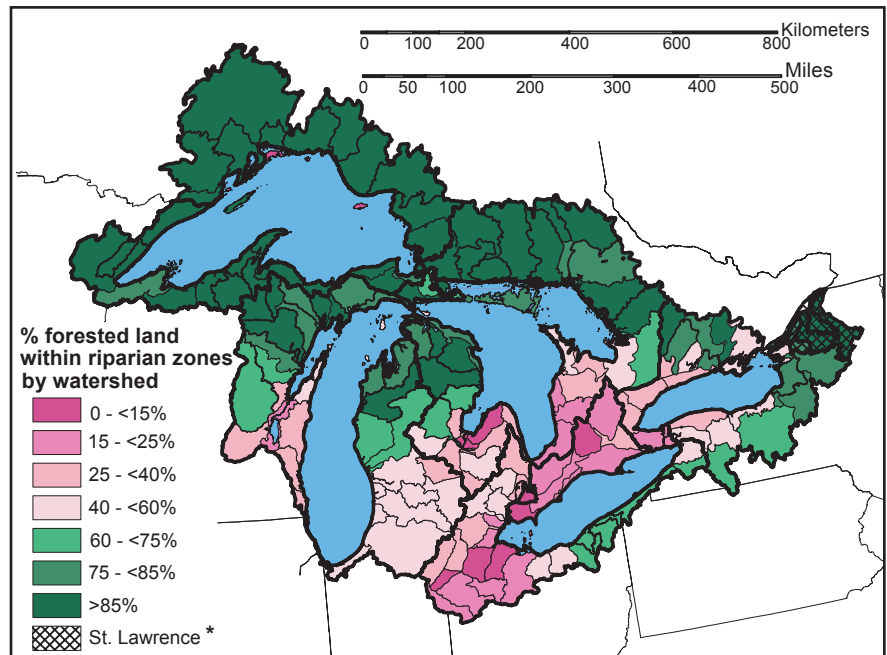 Kilometers
0 100 200 400 600 800
Miles
0 50 100 200 300 400 500
% forested land
within riparian zones
by watershed
0 - <15%
15 - <25%
25 - <40%
40 - <60%
60 - <75%
75 - <85%
>85%
St. Lawrence *